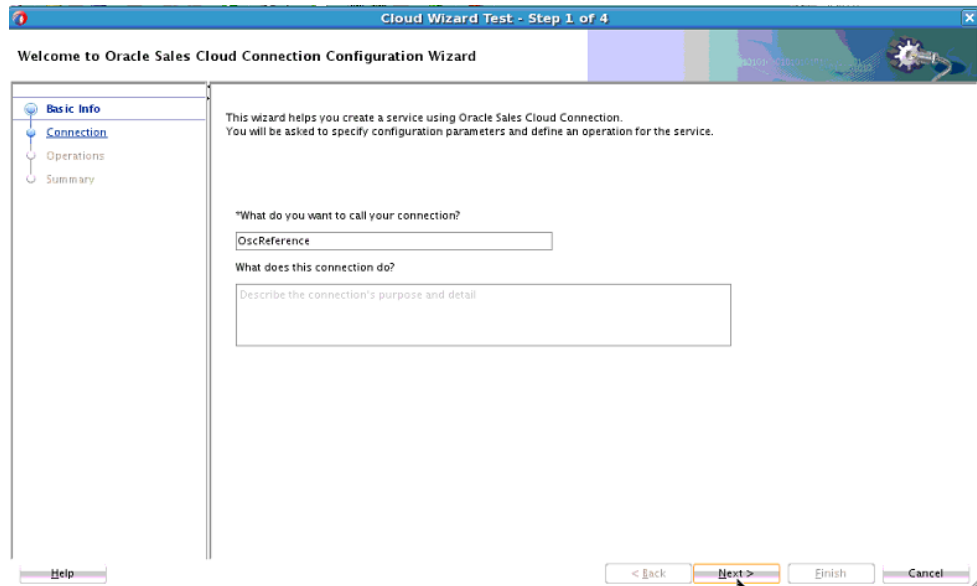 Cloud Wizard Test - Step 1 of 4
Welcome to Oracle Sales Cloud Connection Configuration Wizard
Basic Info
Connection
Operations
Summary
This wizard helps you create a service using Oracle Sales Cloud Connection.
You will be asked to specify configuration parameters and define an operation for the service.
*What do you want to call your connection?
OscReference
What does this connection do?
Describe the connection's purpose and detail
Help
< Back
Next >
Finish
Cancel